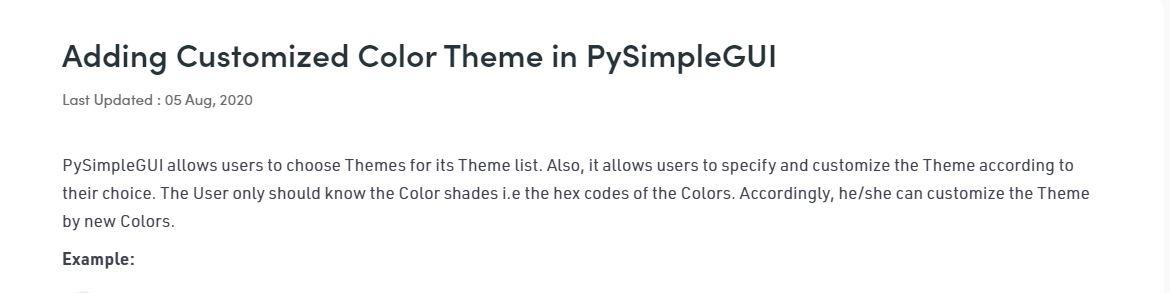 Adding Customized Color Theme in PySimpleGUI
Last Updated : 05 Aug, 2020
PySimpleGUI allows users to choose Themes for its Theme list. Also, it allows users to specify and customize the Theme according to
their choice. The User only should know the Color shades i.e the hex codes of the Colors. Accordingly, he/she can customize the Theme
by new Colors.
Example: